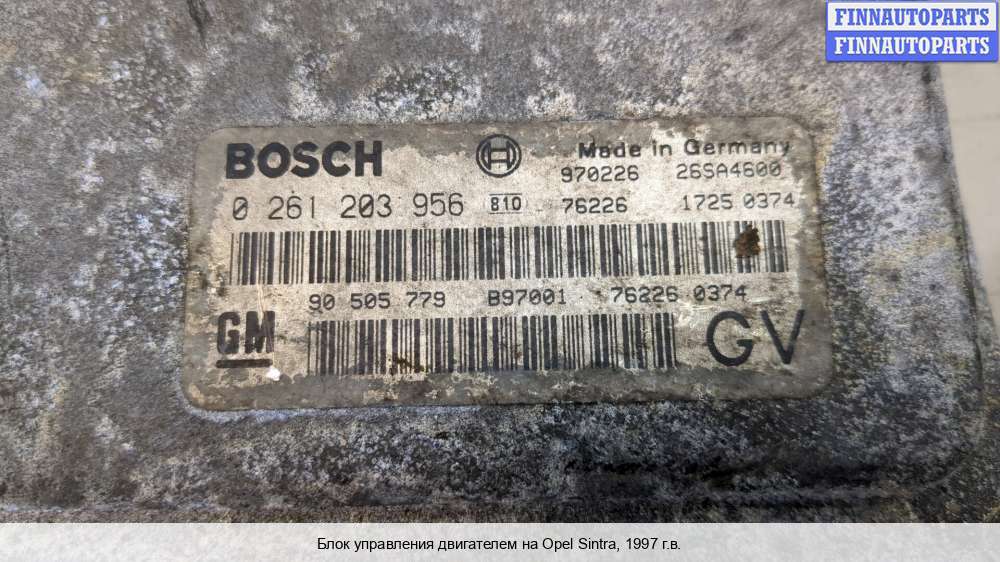 FINNAUTOPARTS
FINNAUTOPARTS
BOSCH Made in Germany
970226 26SA4600
0 261 203 956 B10 76226 1725 0374
90 505 779 B97001 76226 0374
GM GV
Блок управления двигателем на Opel Sintra, 1997 г.в.